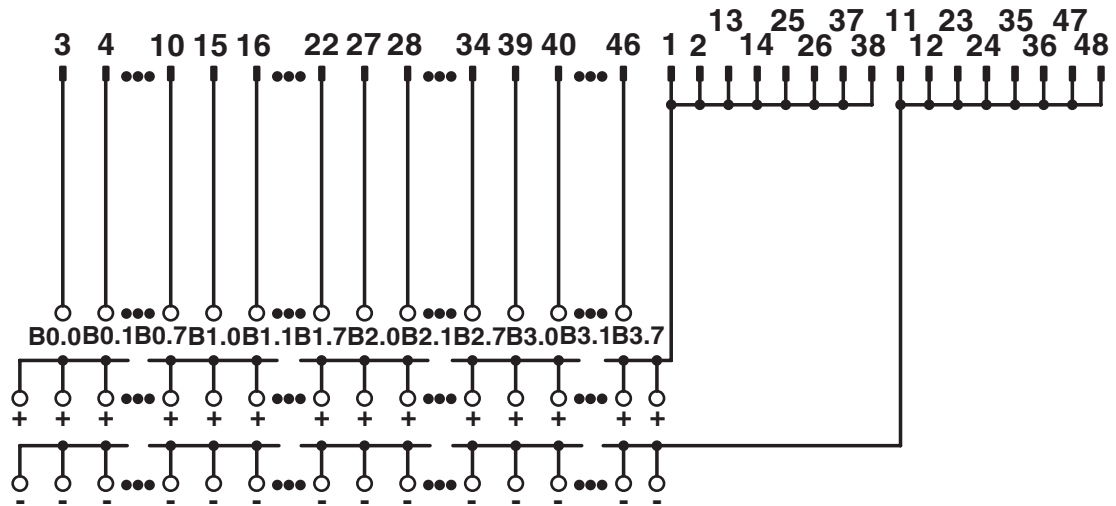 13 25 37 11 23 35 47
3 4 10 15 16 22 27 28 34 39 40 46 1 2 14 26 38 12 24 36 48
B0.0 B0.1 B0.7 B1.0 B1.1 B1.7 B2.0 B2.1 B2.7 B3.0 B3.1 B3.7
+ + + + + + + + + + + + + +
- - - - - - - - - - - - - -